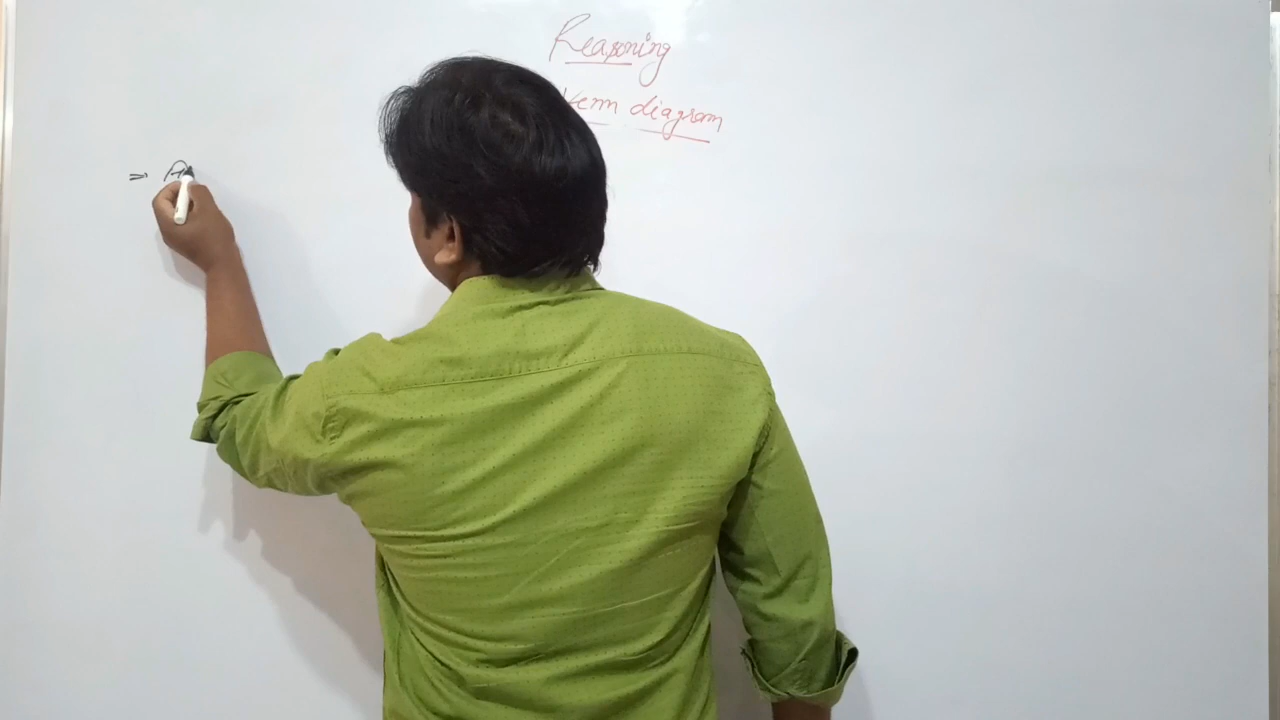 Reasoning
Venn diagram
⇒ A